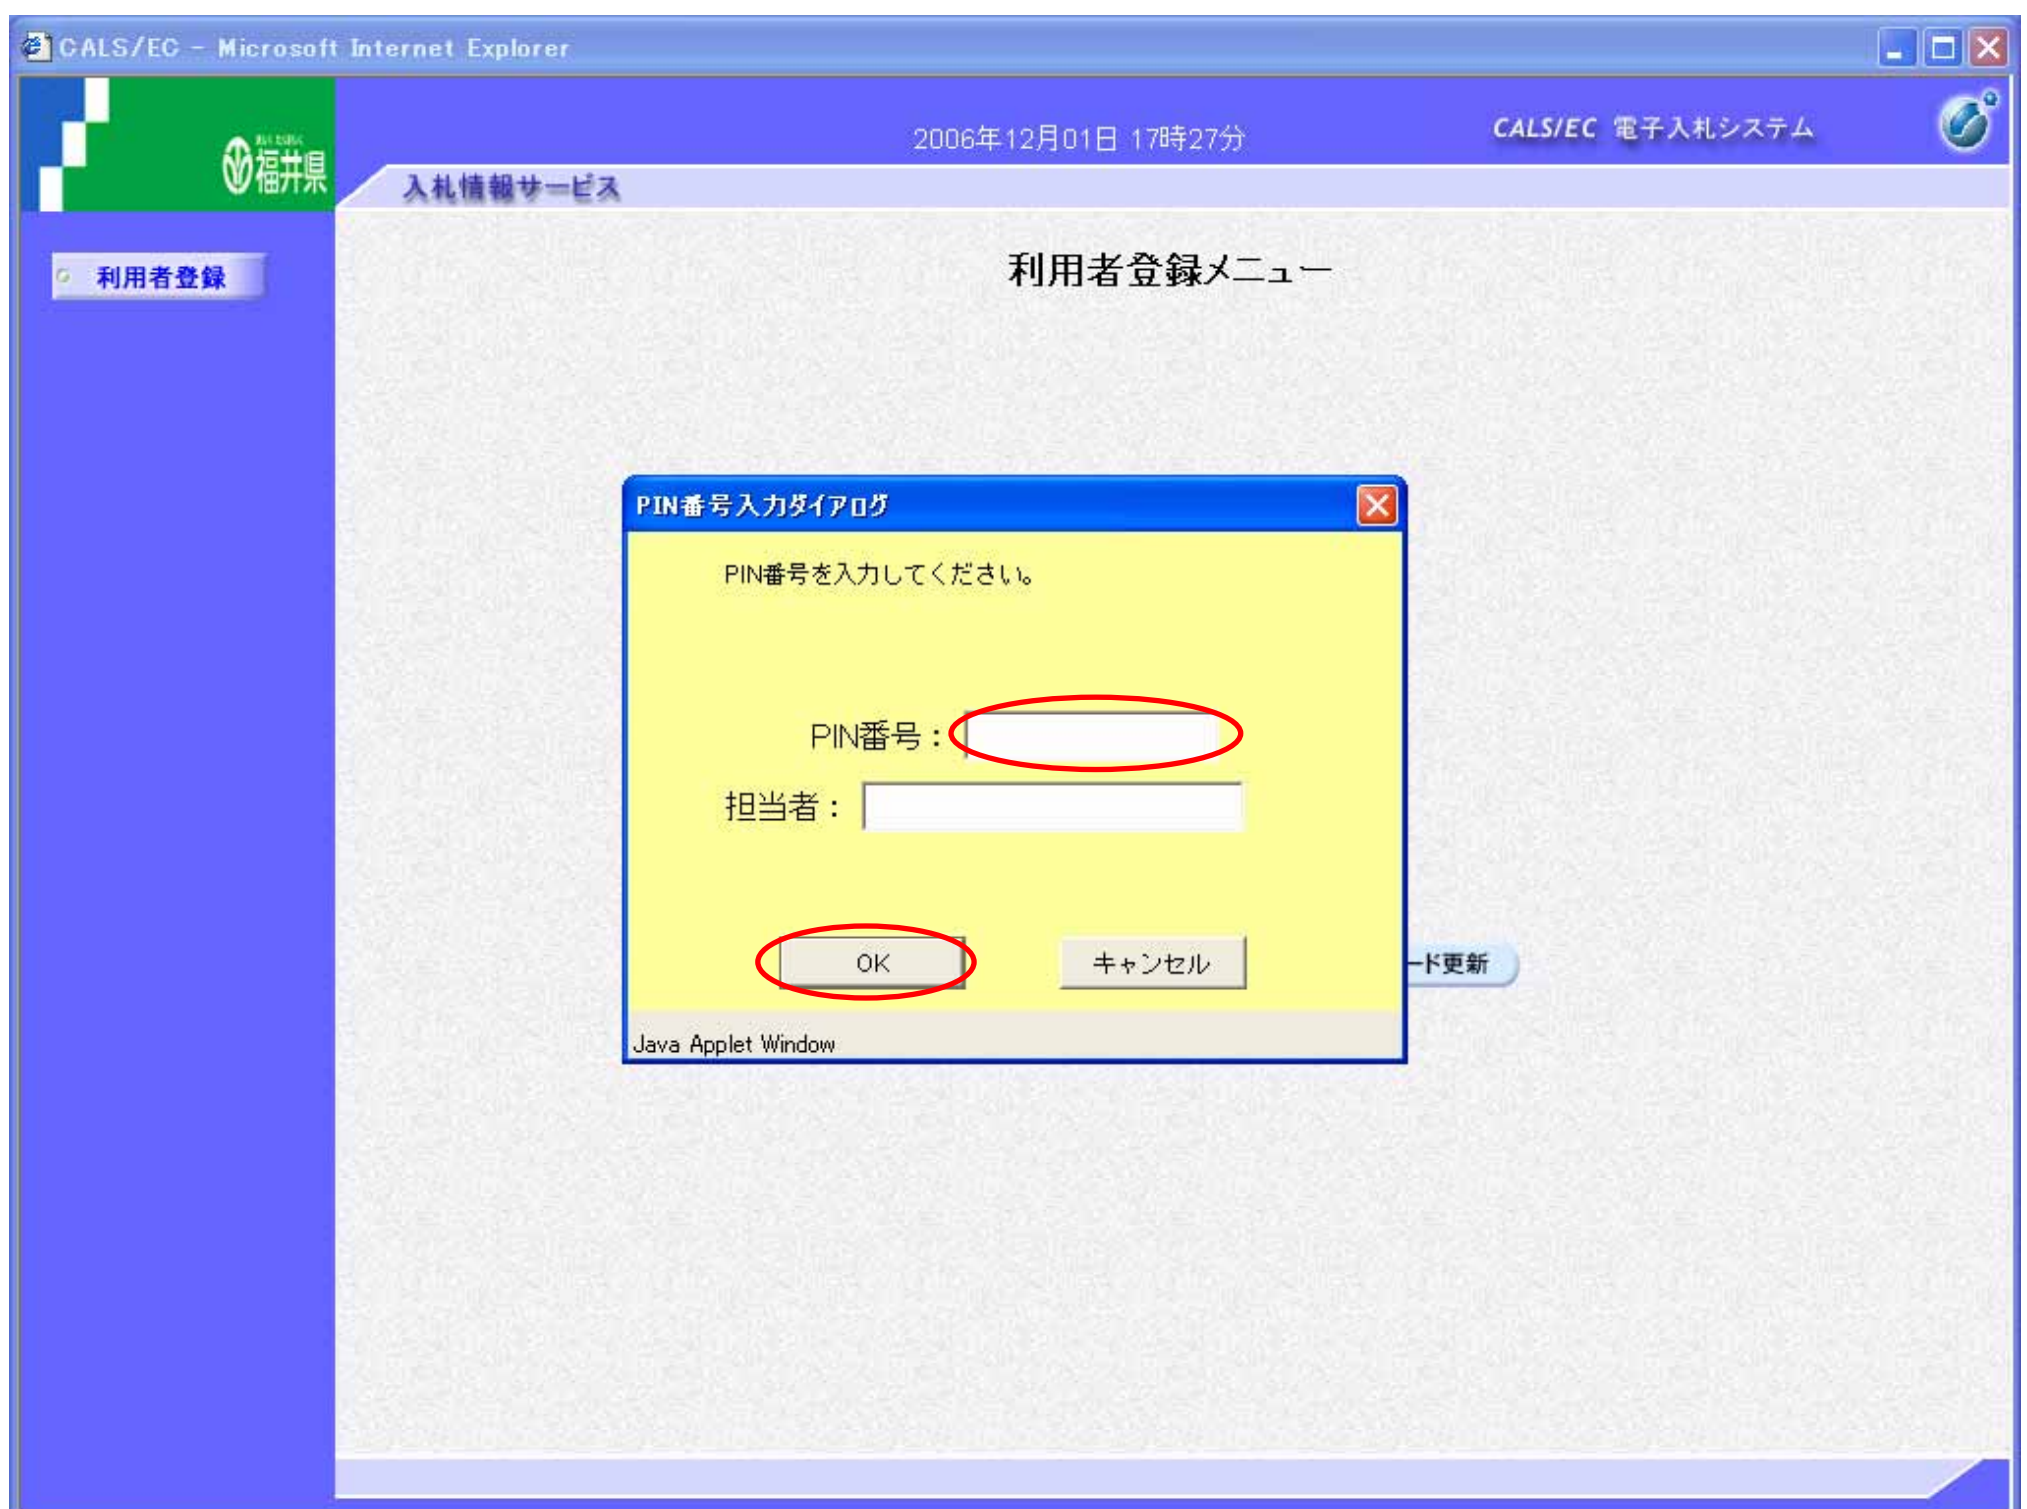 CALS/EC - Microsoft Internet Explorer
福井県
2006年12月01日 17時27分
CALS/EC 電子入札システム
入札情報サービス
利用者登録
利用者登録メニュー
PIN番号入力ダイアログ
PIN番号を入力してください。
PIN番号：
担当者：
OK
キャンセル
ード更新
Java Applet Window